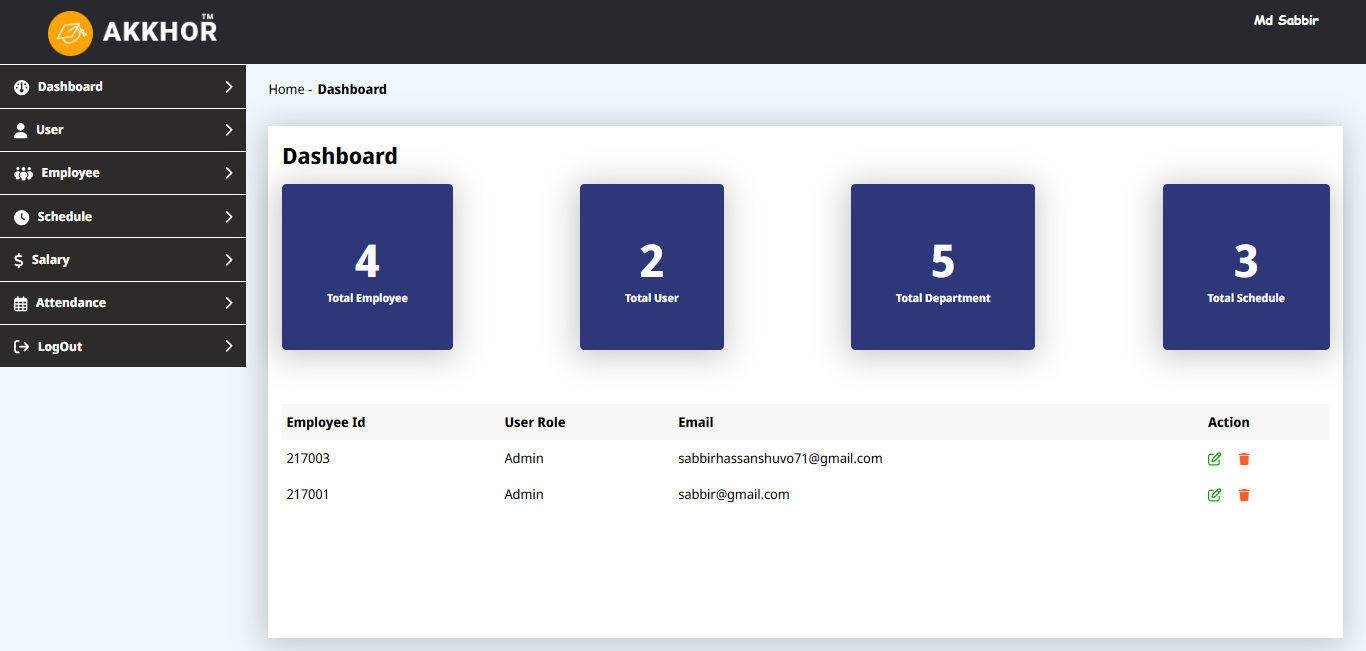 AKKHOR™
Md Sabbir
Dashboard
User
Employee
Schedule
Salary
Attendance
LogOut
Home - Dashboard
Dashboard
4
Total Employee
2
Total User
5
Total Department
3
Total Schedule
Employee Id User Role Email Action
217003 Admin sabbirhassanshuvo71@gmail.com
217001 Admin sabbir@gmail.com